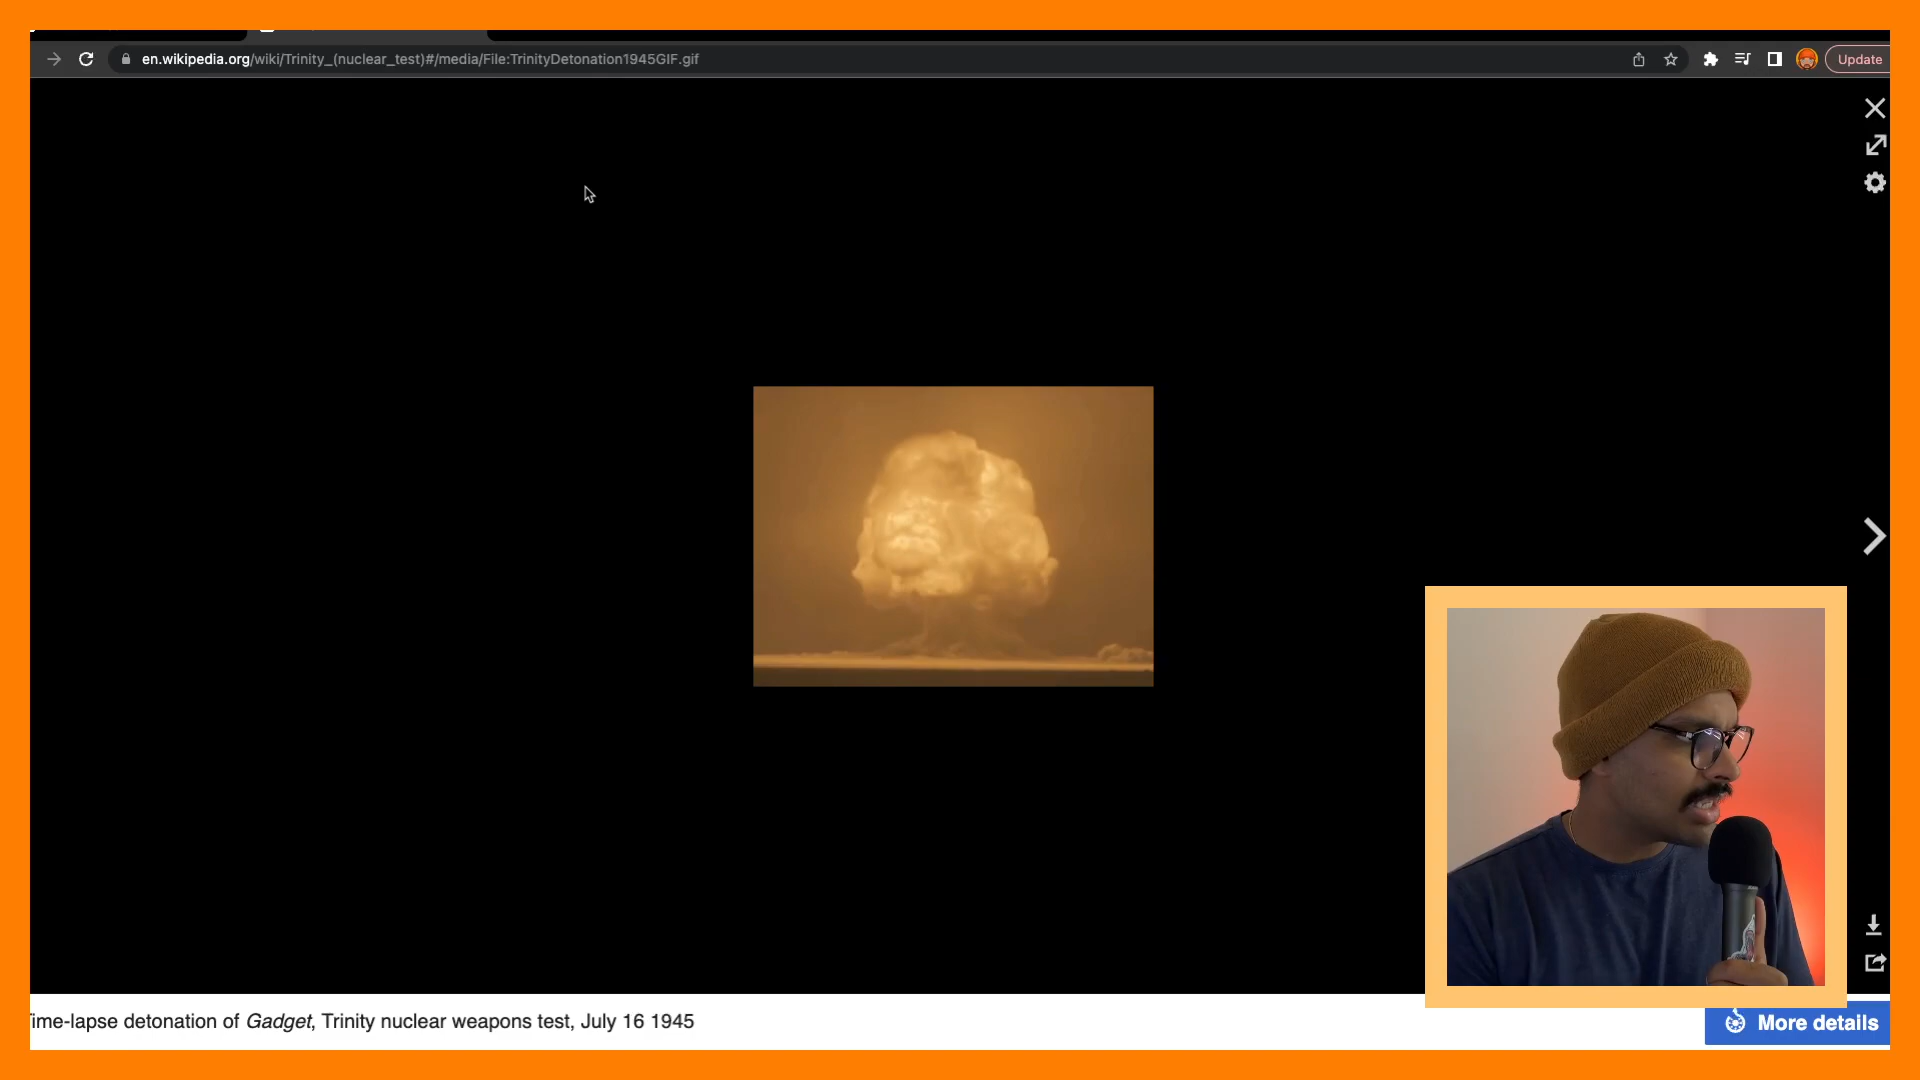 en.wikipedia.org/wiki/Trinity_(nuclear_test)#/media/File:TrinityDetonation1945GIF.gif
Update
ime-lapse detonation of Gadget, Trinity nuclear weapons test, July 16 1945
More details